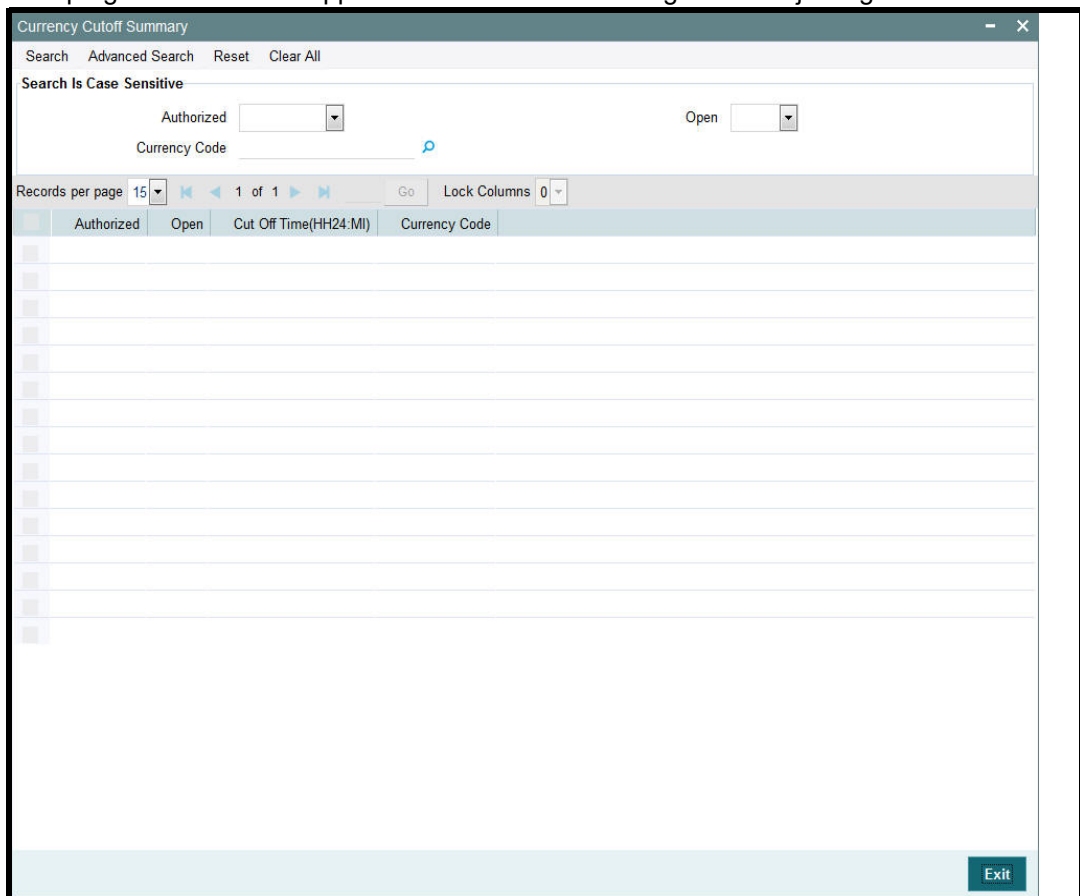 Currency Cutoff Summary
Search Advanced Search Reset Clear All
Search Is Case Sensitive
Authorized Open
Currency Code
Records per page 15 1 of 1 Go Lock Columns 0
Authorized Open Cut Off Time(HH24:MI) Currency Code
Exit